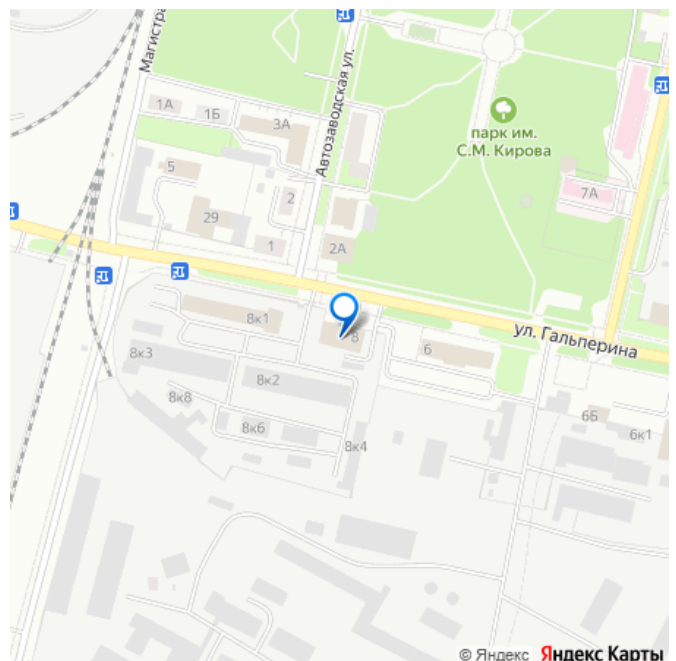 Магистра
Автозаводская ул.
1А
1Б
3А
парк им.
С.М. Кирова
5
7А
2
29
1
2А
8к1
8
ул. Гальперина
6
8к3
8к2
8к8
8к6
8к4
6Б
6к1
© Яндекс Яндекс Карты